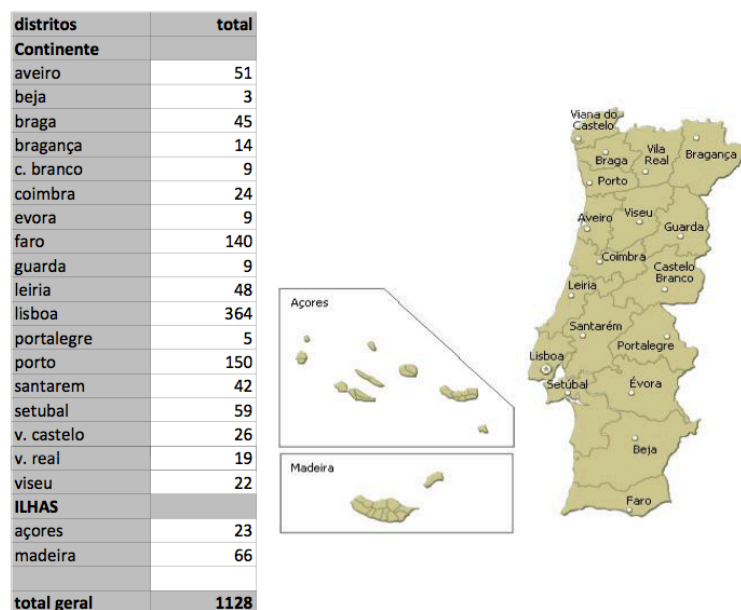 distritos total
Continente
aveiro 51
beja 3
braga 45
bragança 14
c. branco 9
coimbra 24
evora 9
faro 140
guarda 9
leiria 48
lisboa 364
portalegre 5
porto 150
santarem 42
setubal 59
v. castelo 26
v. real 19
viseu 22
ILHAS
açores 23
madeira 66
total geral 1128
Açores
Madeira
Viana do
Castelo
Braga
Vila
Real
Bragança
Porto
Aveiro
Viseu
Guarda
Coimbra
Castelo
Branco
Leiria
Santarém
Portalegre
Lisboa
Setúbal
Évora
Beja
Faro